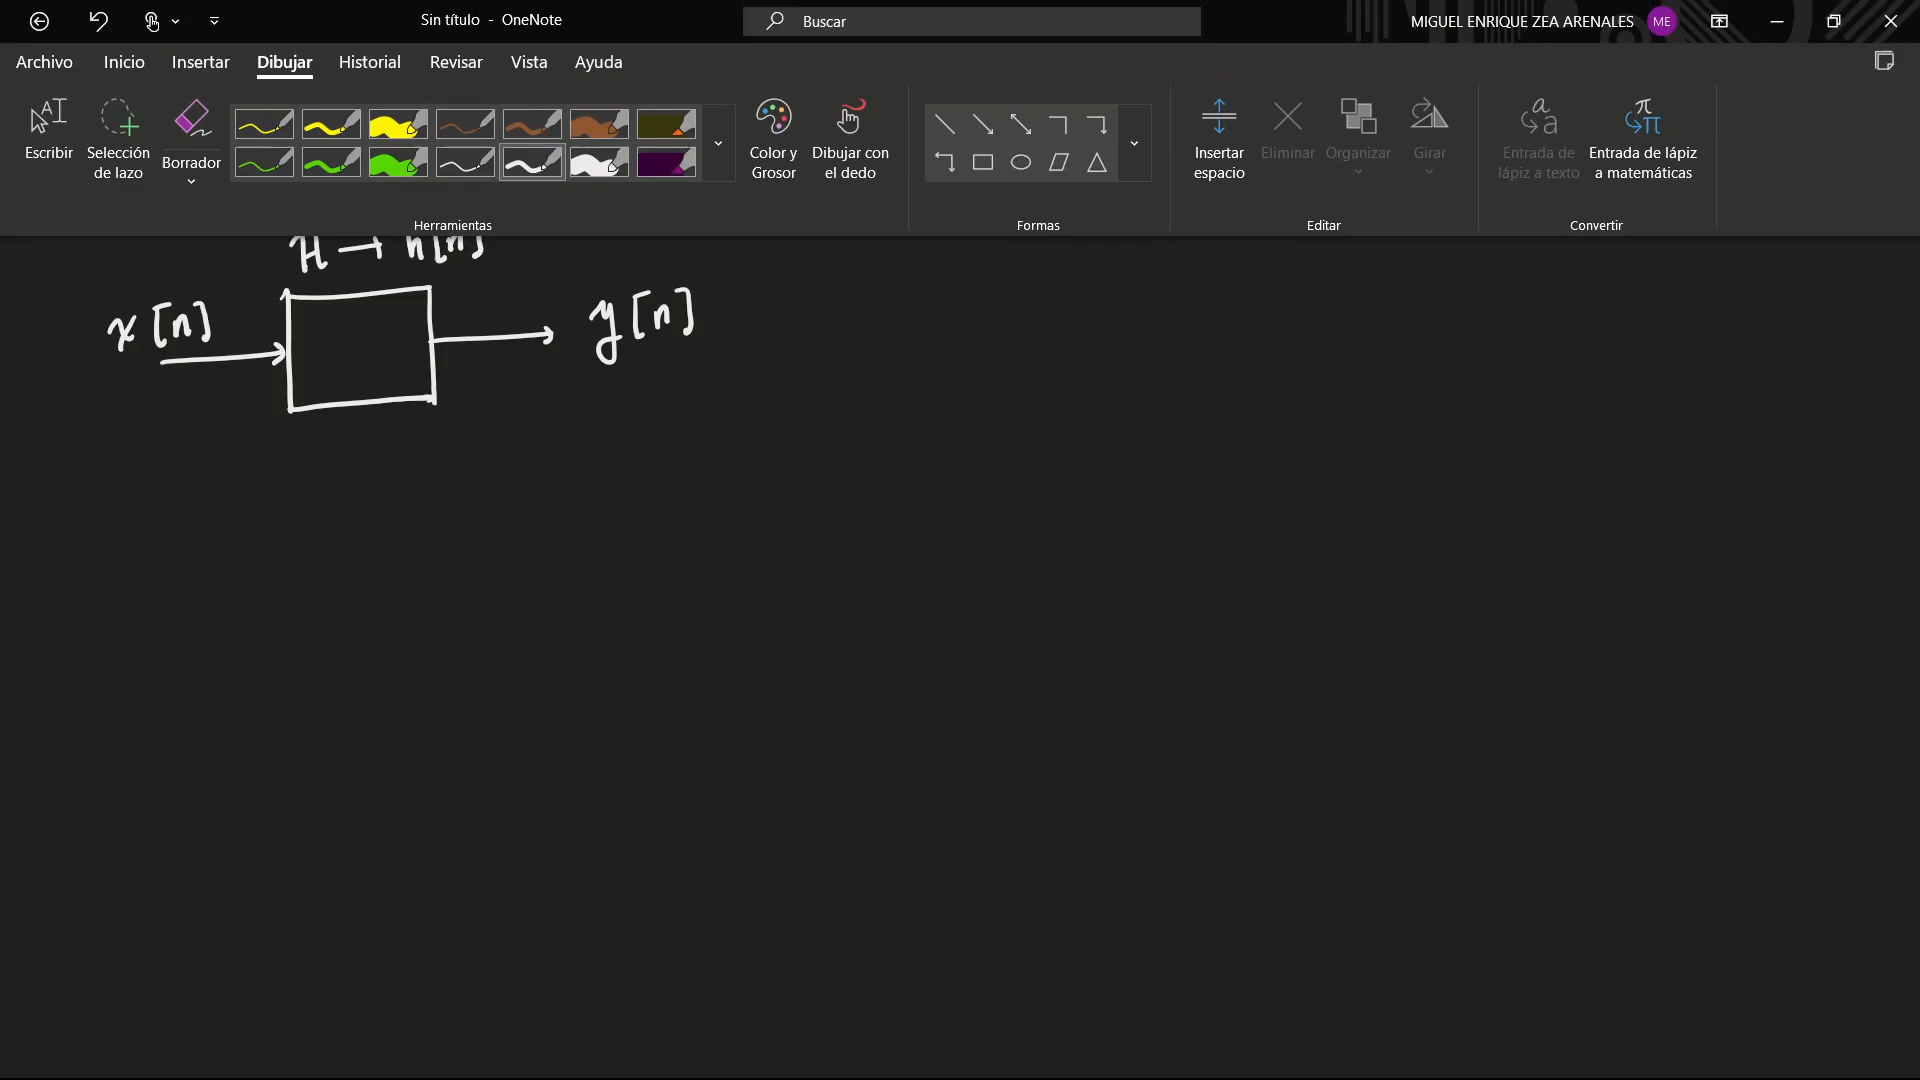 Sin título - OneNote
Buscar
MIGUEL ENRIQUE ZEA ARENALES
ME
Archivo Inicio Insertar Dibujar Historial Revisar Vista Ayuda
Escribir
Selección de lazo
Borrador
Color y Grosor
Dibujar con el dedo
Insertar espacio
Eliminar
Organizar
Girar
Entrada de lápiz a texto
Entrada de lápiz a matemáticas
Herramientas
Formas
Editar
Convertir
H → h[n]
x[n]
y[n]